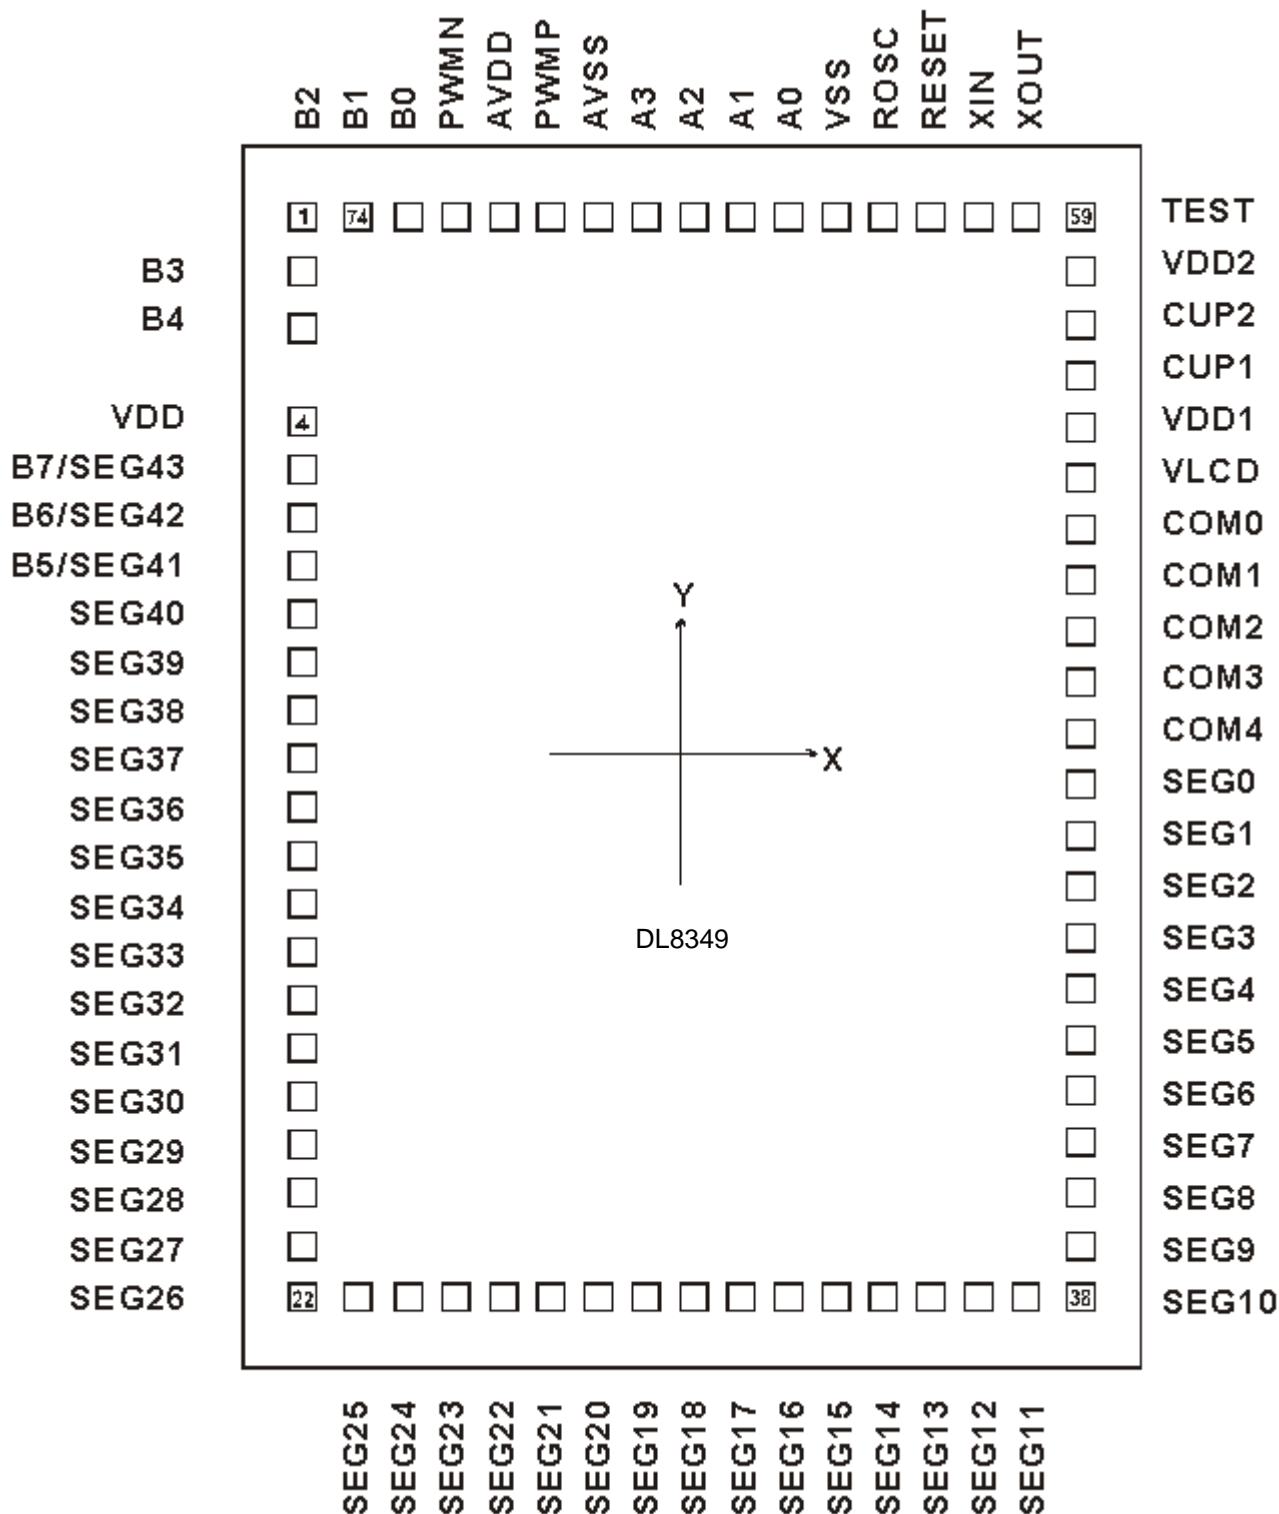 B2
B1
B0
PWMN
AVDD
PWMP
AVSS
A3
A2
A1
A0
VSS
ROSC
RESET
XIN
XOUT
1
74
59
TEST
B3
VDD2
B4
CUP2
CUP1
VDD
4
VDD1
B7/SEG43
VLCD
B6/SEG42
COM0
B5/SEG41
COM1
SEG40
COM2
SEG39
COM3
SEG38
COM4
SEG37
SEG0
SEG36
SEG1
SEG35
SEG2
SEG34
SEG3
SEG33
SEG4
SEG32
SEG5
SEG31
SEG6
SEG30
SEG7
SEG29
SEG8
SEG28
SEG9
SEG27
SEG26
22
38
SEG10
Y
X
DL8349
SEG25
SEG24
SEG23
SEG22
SEG21
SEG20
SEG19
SEG18
SEG17
SEG16
SEG15
SEG14
SEG13
SEG12
SEG11